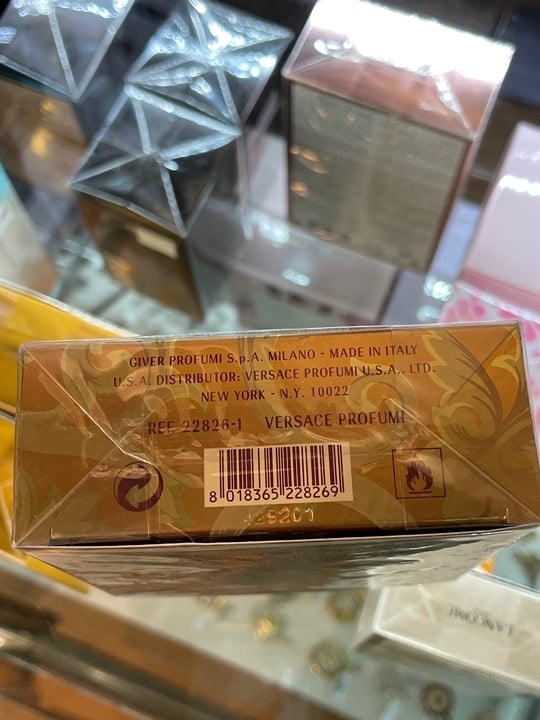 GIVER PROFUMI S.p.A. MILANO - MADE IN ITALY
U.S.A. DISTRIBUTOR: VERSACE PROFUMI U.S.A.. LTD.
NEW YORK - N.Y. 10022
REF 22826-1 VERSACE PROFUMI
8 018365 228269
LANCÔME